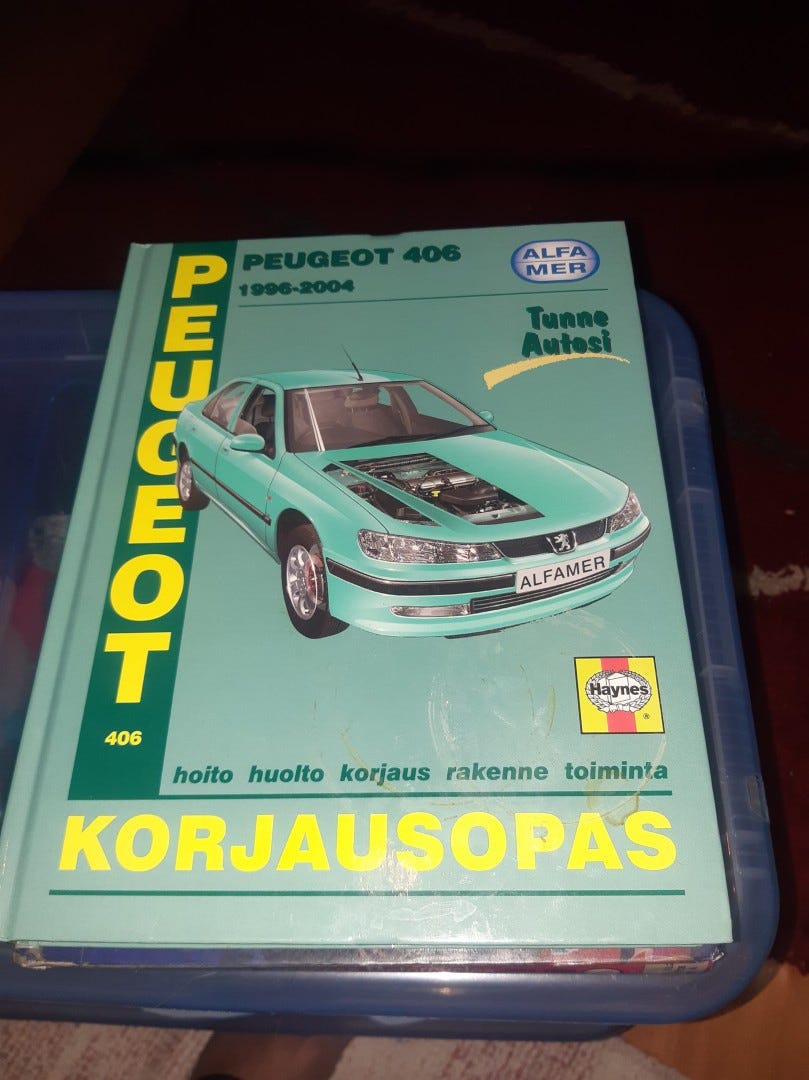 PEUGEOT
PEUGEOT 406
1996-2004
ALFA
MER
Tunne
Autosi
ALFAMER
Haynes
®
406
hoito huolto korjaus rakenne toiminta
KORJAUSOPAS